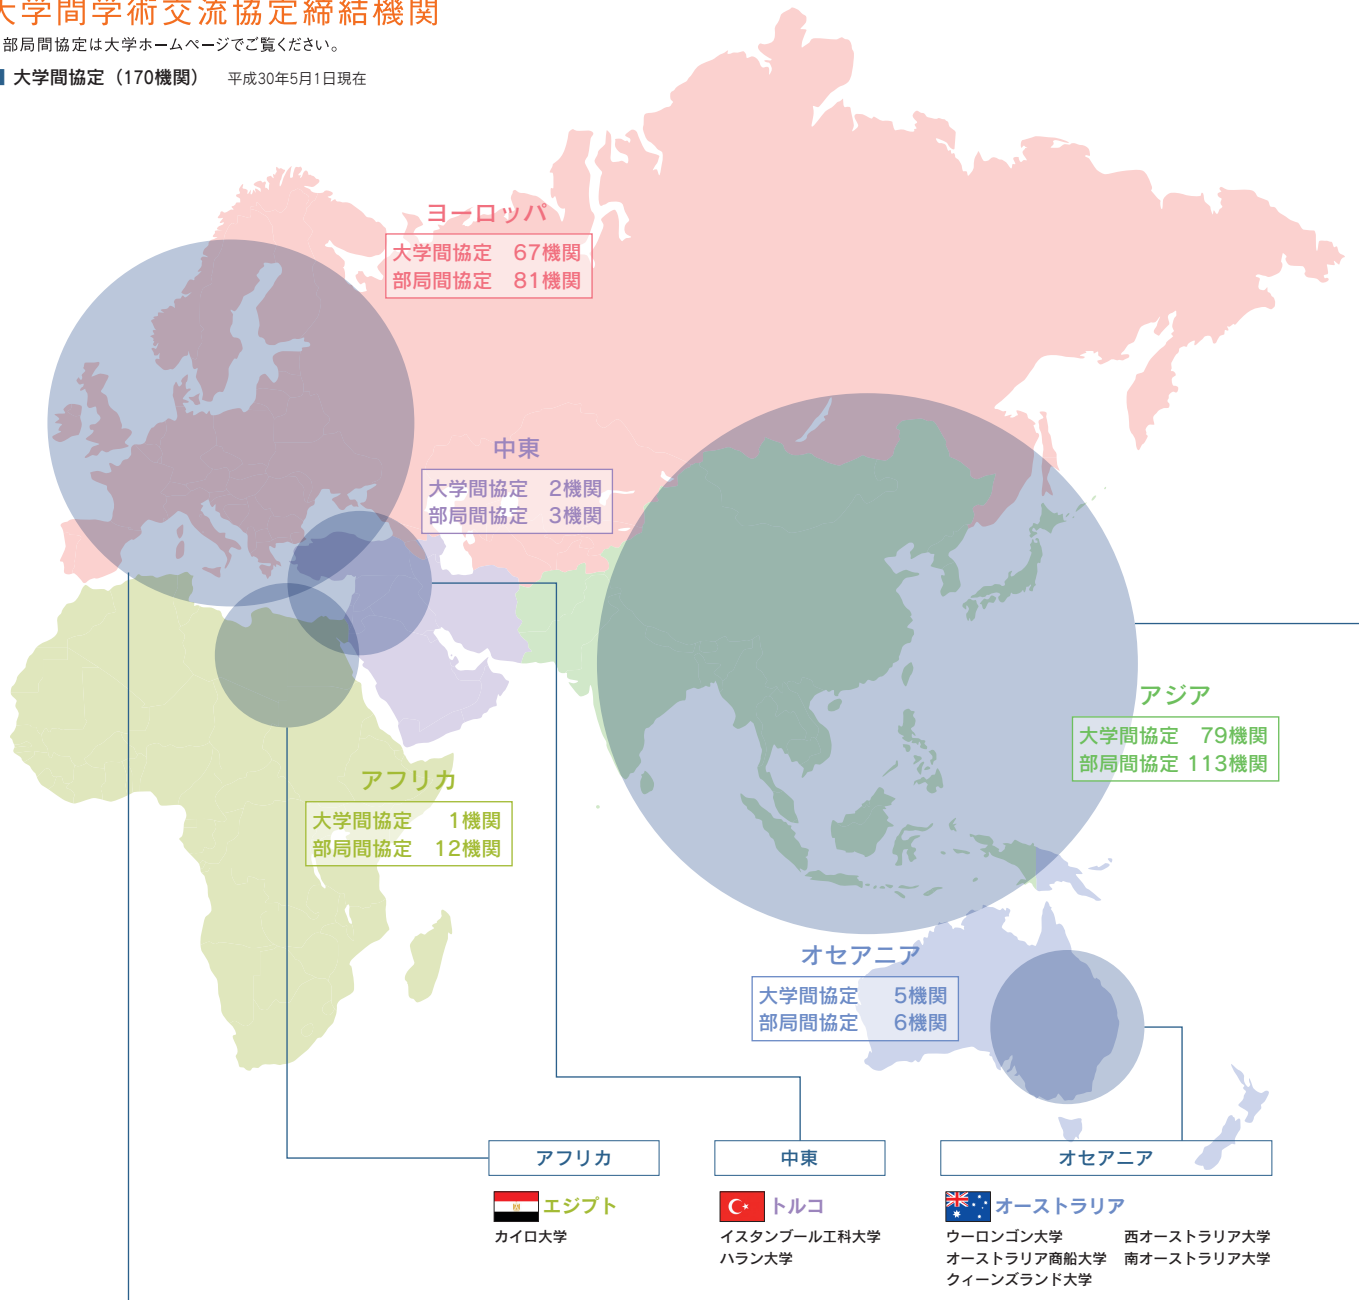 大学間学術交流協定締結機関
部局間協定は大学ホームページでご覧ください。
大学間協定（170機関） 平成30年5月1日現在
ヨーロッパ
大学間協定 67機関
部局間協定 81機関
中東
大学間協定 2機関
部局間協定 3機関
アジア
大学間協定 79機関
部局間協定 113機関
アフリカ
大学間協定 1機関
部局間協定 12機関
オセアニア
大学間協定 5機関
部局間協定 6機関
アフリカ
エジプト
カイロ大学
中東
トルコ
イスタンブール工科大学
ハラン大学
オセアニア
オーストラリア
ウーロンゴン大学 西オーストラリア大学
オーストラリア商船大学 南オーストラリア大学
クィーンズランド大学